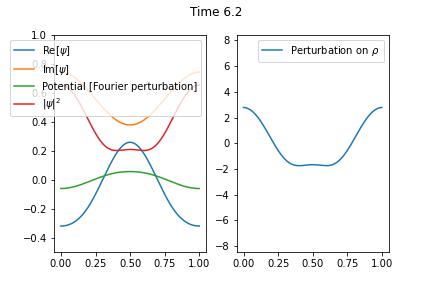 Time 6.2
Re[ψ]
Im[ψ]
Potential [Fourier perturbation]
|ψ|²
1.0
0.8
0.6
0.4
0.2
0.0
−0.2
−0.4
0.00 0.25 0.50 0.75 1.00
Perturbation on ρ
8
6
4
2
0
−2
−4
−6
−8
0.00 0.25 0.50 0.75 1.00